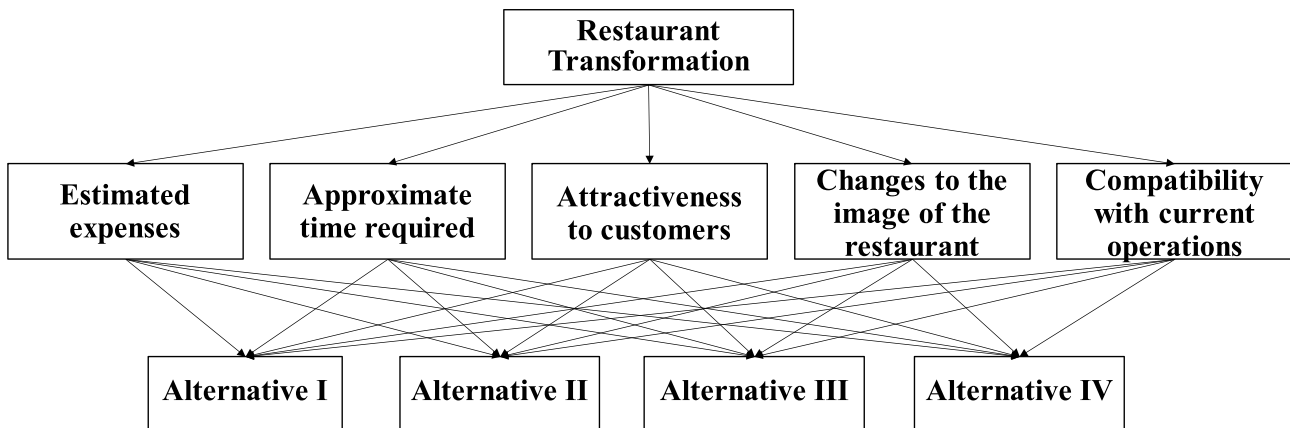 Restaurant
Transformation
Estimated
expenses
Approximate
time required
Attractiveness
to customers
Changes to the
image of the
restaurant
Compatibility
with current
operations
Alternative I
Alternative II
Alternative III
Alternative IV